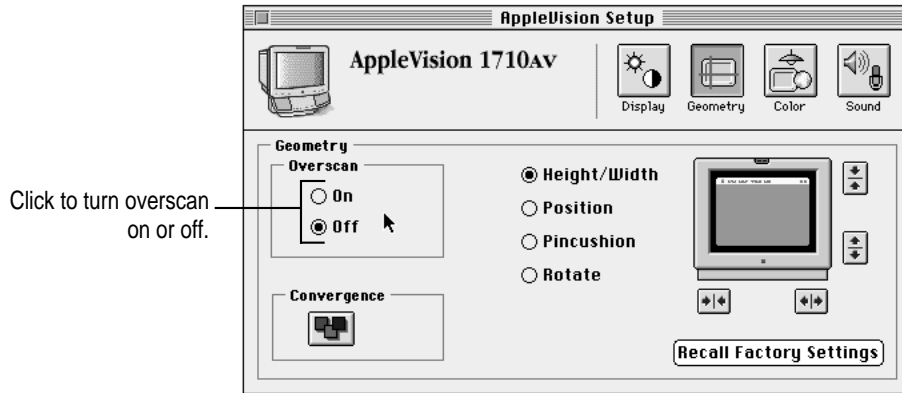 AppleVision Setup
AppleVision 1710AV
Display
Geometry
Color
Sound
Geometry
Overscan
On
Off
Click to turn overscan
on or off.
Height/Width
Position
Pincushion
Rotate
Convergence
Recall Factory Settings